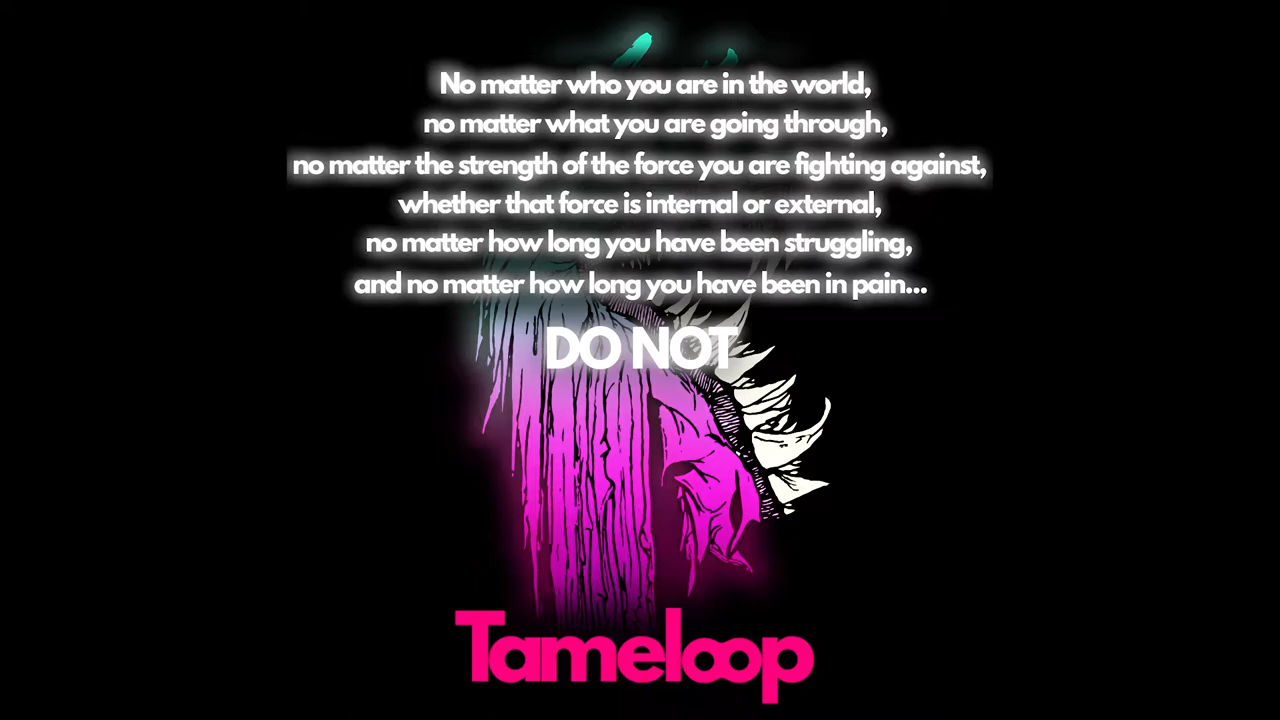 No matter who you are in the world,
no matter what you are going through,
no matter the strength of the force you are fighting against,
whether that force is internal or external,
no matter how long you have been struggling,
and no matter how long you have been in pain...
DO NOT
Tameloop